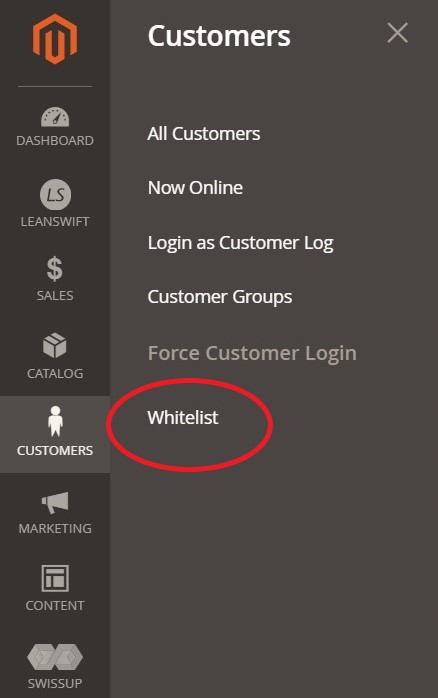 Customers
All Customers
Now Online
Login as Customer Log
Customer Groups
Force Customer Login
Whitelist
DASHBOARD
LS
LEANSWIFT
$
SALES
CATALOG
CUSTOMERS
MARKETING
CONTENT
SWISSUP